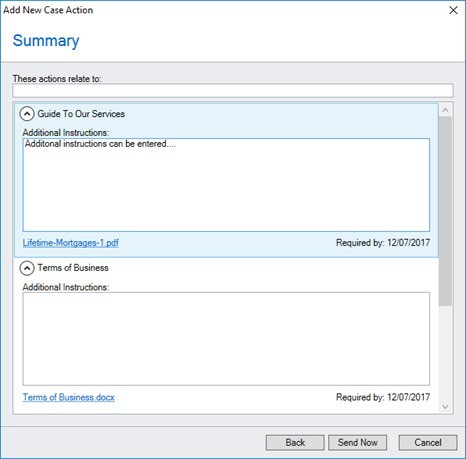 Add New Case Action
Summary
These actions relate to:
Guide To Our Services
Additional Instructions:
Additonal instructions can be entered....
Lifetime-Mortgages-1.pdf Required by: 12/07/2017
Terms of Business
Additional Instructions:
Terms of Business.docx Required by: 12/07/2017
Back Send Now Cancel